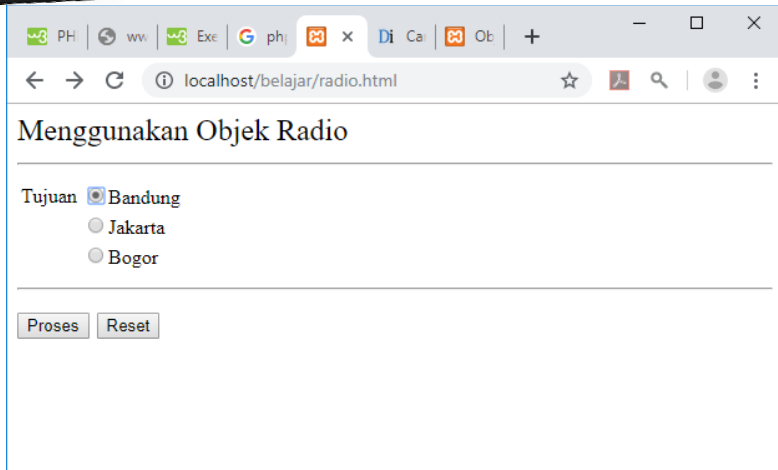 PH ww Exe G ph Di Ca Ob
localhost/belajar/radio.html
Menggunakan Objek Radio
Tujuan Bandung
Jakarta
Bogor
Proses Reset